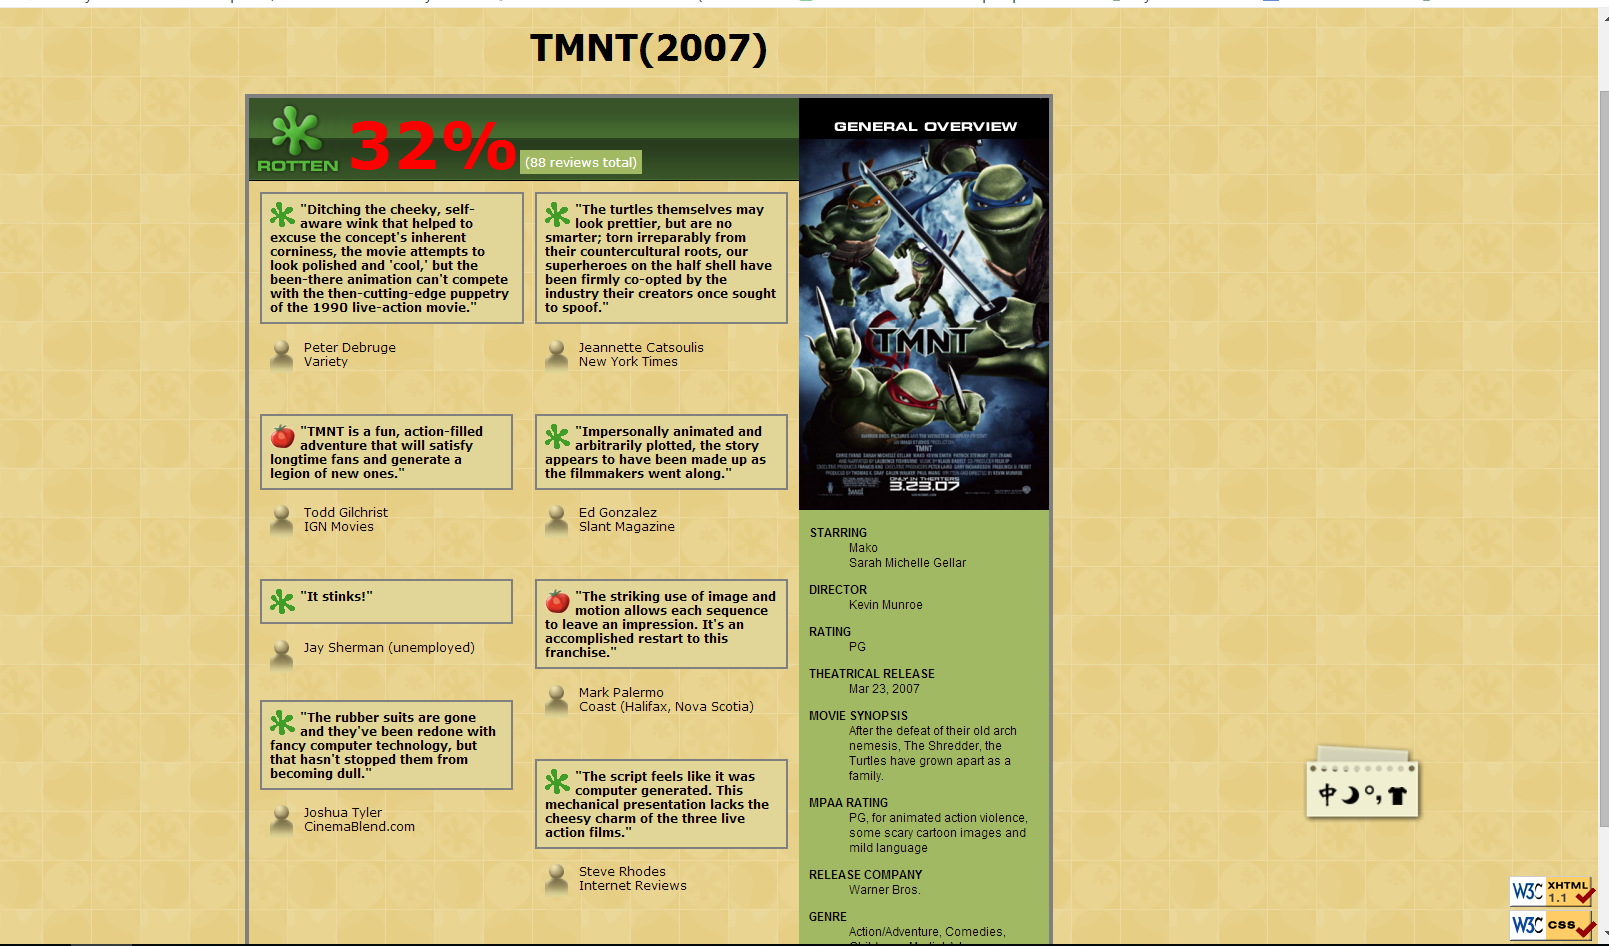 TMNT(2007)
ROTTEN
32%
(88 reviews total)
"Ditching the cheeky, self-
aware wink that helped to
excuse the concept's inherent
corniness, the movie attempts to
look polished and 'cool,' but the
been-there animation can't compete
with the then-cutting-edge puppetry
of the 1990 live-action movie."
Peter Debruge
Variety
"TMNT is a fun, action-filled
adventure that will satisfy
longtime fans and generate a
legion of new ones."
Todd Gilchrist
IGN Movies
"It stinks!"
Jay Sherman (unemployed)
"The rubber suits are gone
and they've been redone with
fancy computer technology, but
that hasn't stopped them from
becoming dull."
Joshua Tyler
CinemaBlend.com
"The turtles themselves may
look prettier, but are no
smarter; torn irreparably from
their countercultural roots, our
superheroes on the half shell have
been firmly co-opted by the
industry their creators once sought
to spoof."
Jeannette Catsoulis
New York Times
"Impersonally animated and
arbitrarily plotted, the story
appears to have been made up as
the filmmakers went along."
Ed Gonzalez
Slant Magazine
"The striking use of image and
motion allows each sequence
to leave an impression. It's an
accomplished restart to this
franchise."
Mark Palermo
Coast (Halifax, Nova Scotia)
"The script feels like it was
computer generated. This
mechanical presentation lacks the
cheesy charm of the three live
action films."
Steve Rhodes
Internet Reviews
GENERAL OVERVIEW
TMNT
TMNT
ONLY IN THEATERS
3.23.07
STARRING
Mako
Sarah Michelle Gellar
DIRECTOR
Kevin Munroe
RATING
PG
THEATRICAL RELEASE
Mar 23, 2007
MOVIE SYNOPSIS
After the defeat of their old arch
nemesis, The Shredder, the
Turtles have grown apart as a
family.
MPAA RATING
PG, for animated action violence,
some scary cartoon images and
mild language
RELEASE COMPANY
Warner Bros.
GENRE
Action/Adventure, Comedies,
中
W3C XHTML 1.1
W3C CSS